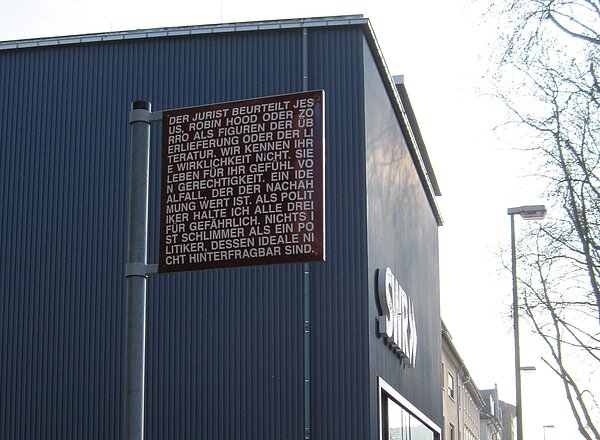 DER JURIST BEURTEILT JES
US, ROBIN HOOD ODER ZO
RRO ALS FIGUREN DER ÜB
ERLIEFERUNG ODER DER LI
TERATUR. WIR KENNEN IHR
E WIRKLICHKEIT NICHT. SIE
LEBEN FÜR IHR GEFÜHL VO
N GERECHTIGKEIT. EIN IDE
ALFALL, DER DER NACHAH
MUNG WERT IST. ALS POLIT
IKER HALTE ICH ALLE DREI
FÜR GEFÄHRLICH. NICHTS I
ST SCHLIMMER ALS EIN PO
LITIKER, DESSEN IDEALE NI
CHT HINTERFRAGBAR SIND.
SWR